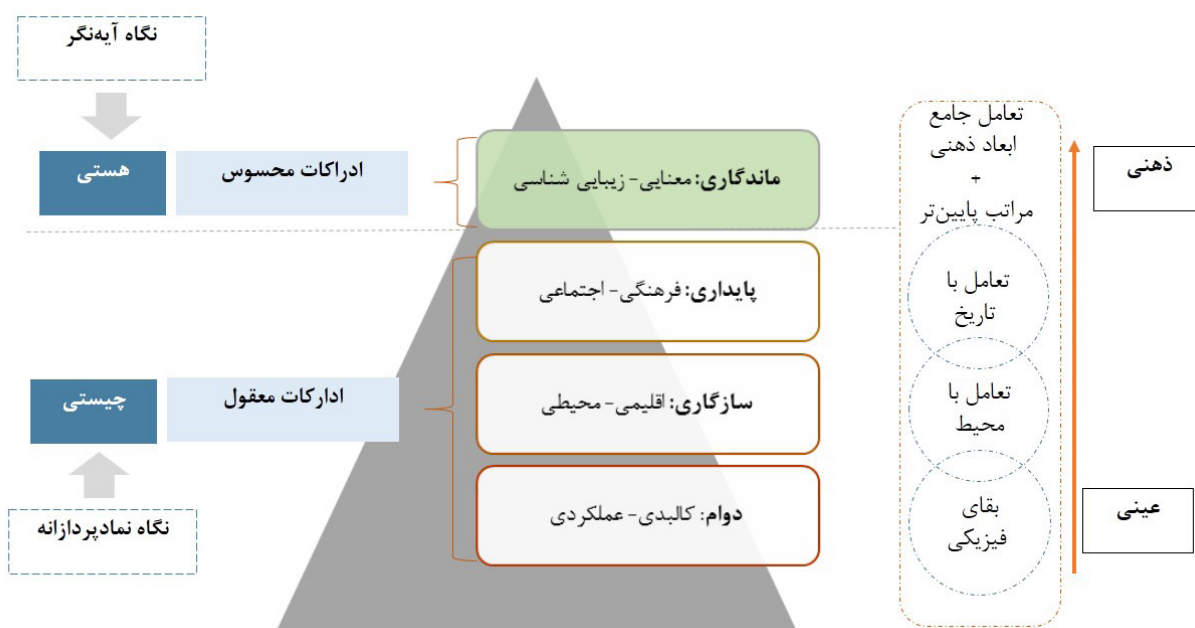 نگاه آیه‌نگر
هستی
ادراکات محسوس
ماندگاری: معنایی- زیبایی شناسی
تعامل جامع
ابعاد ذهنی
+
مراتب پایین‌تر
ذهنی
پایداری: فرهنگی- اجتماعی
تعامل با
تاریخ
چیستی
ادارکات معقول
سازگاری: اقلیمی- محیطی
تعامل با
محیط
نگاه نمادپردازانه
دوام: کالبدی- عملکردی
بقای
فیزیکی
عینی